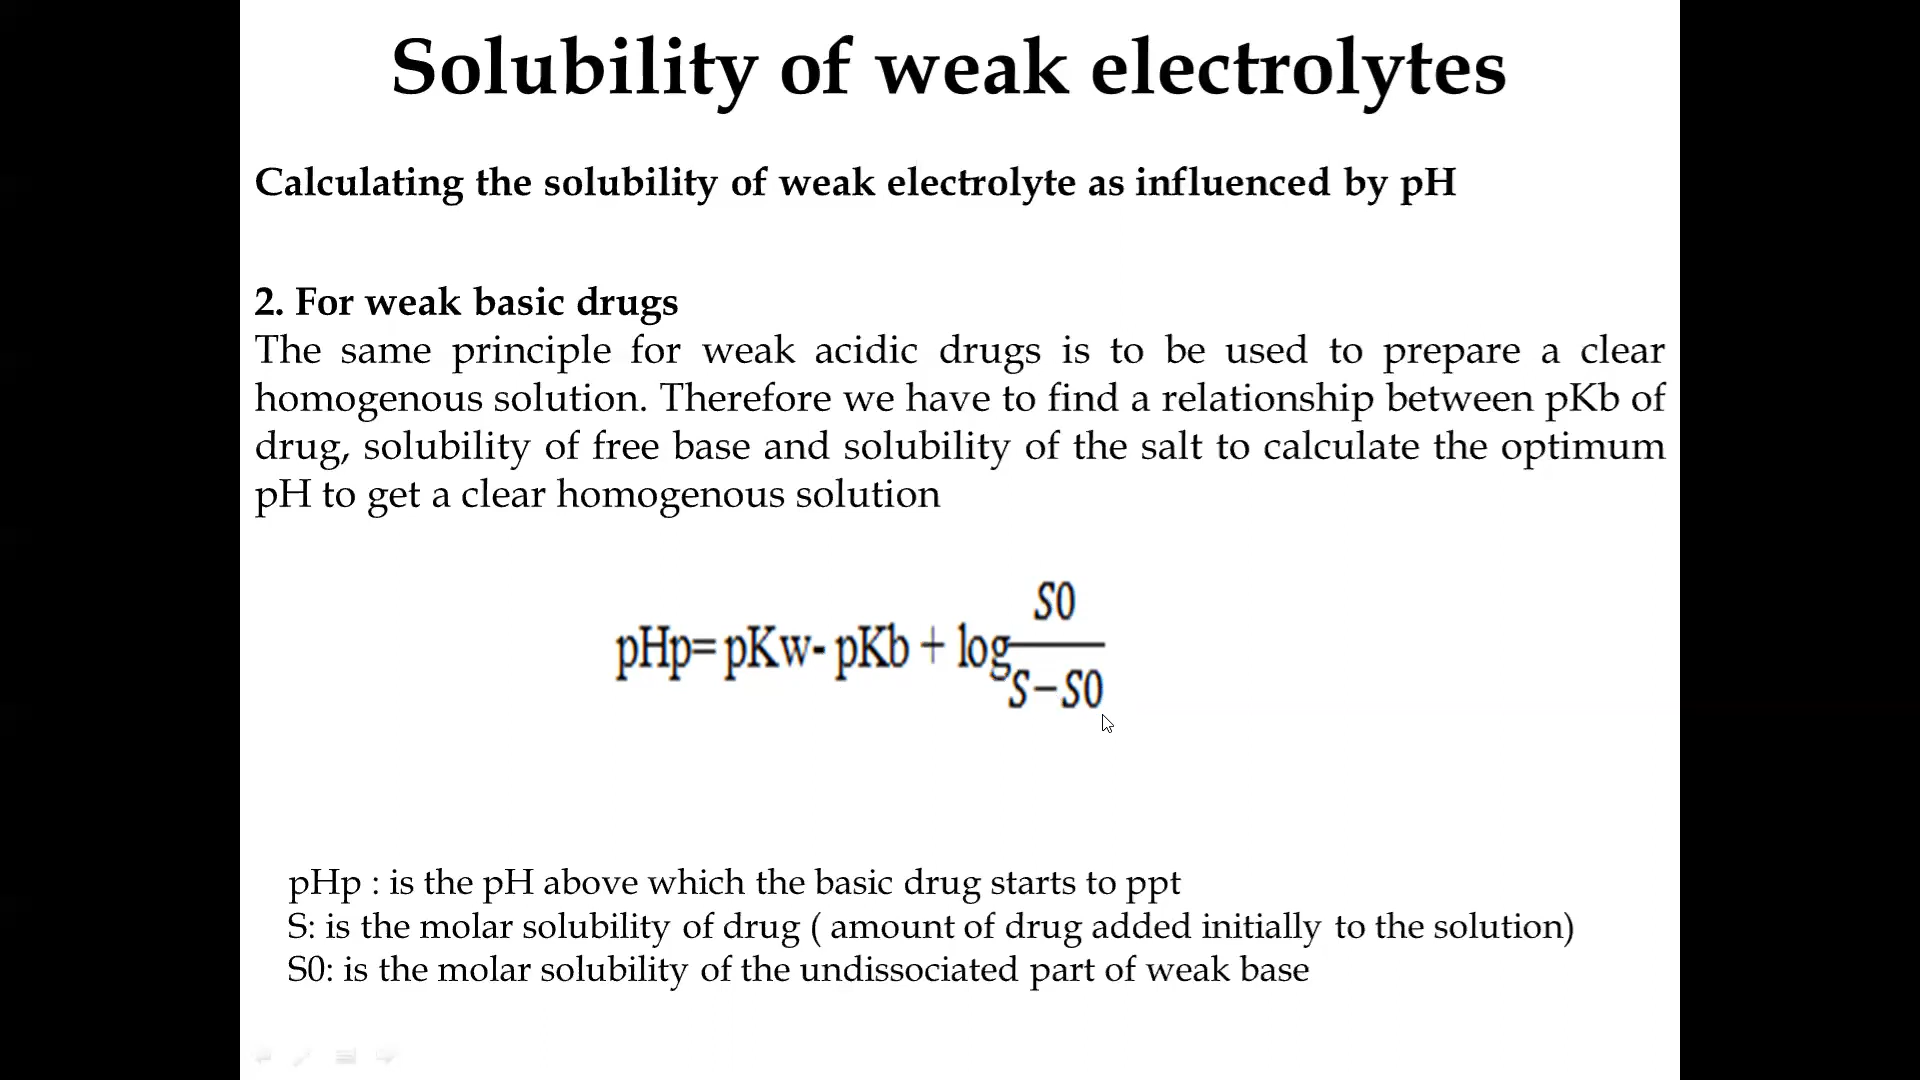 Solubility of weak electrolytes
Calculating the solubility of weak electrolyte as influenced by pH
2. For weak basic drugs
The same principle for weak acidic drugs is to be used to prepare a clear
homogenous solution. Therefore we have to find a relationship between pKb of
drug, solubility of free base and solubility of the salt to calculate the optimum
pH to get a clear homogenous solution
pHp= pKw- pKb + log S0 / S−S0
pHp : is the pH above which the basic drug starts to ppt
S: is the molar solubility of drug ( amount of drug added initially to the solution)
S0: is the molar solubility of the undissociated part of weak base